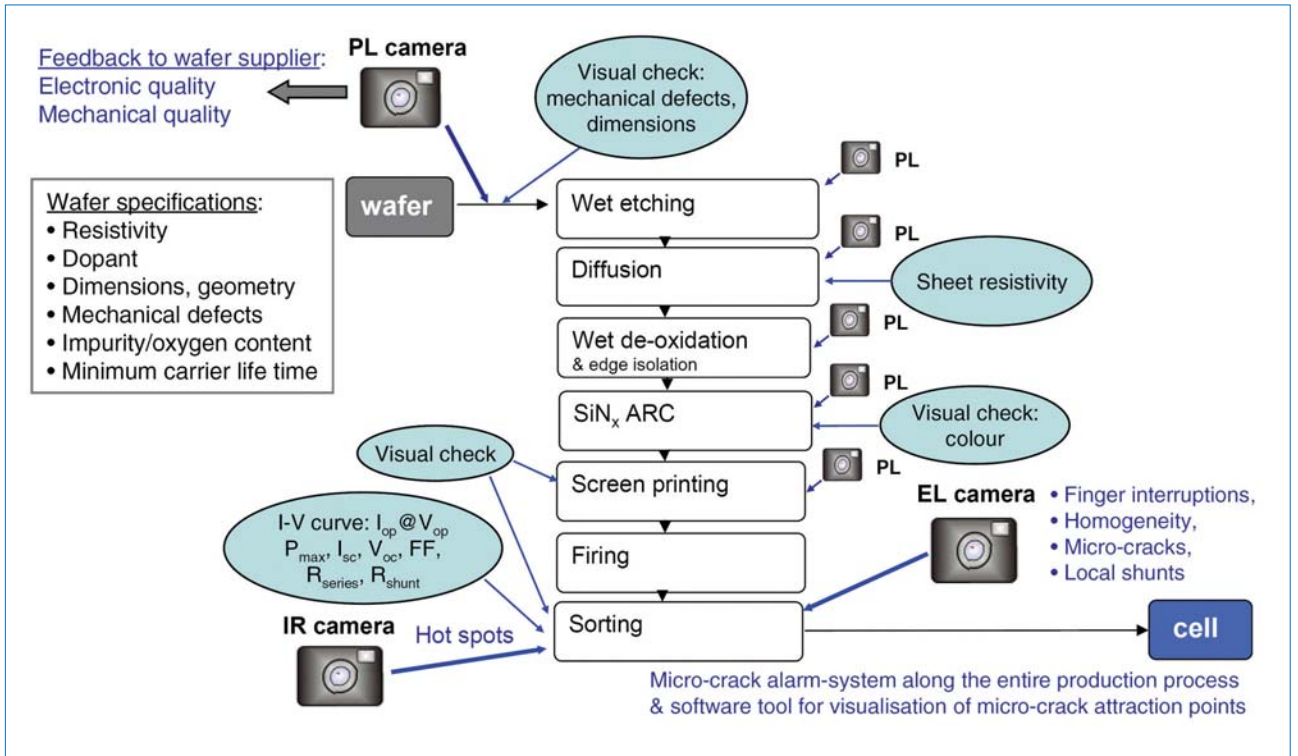 Feedback to wafer supplier:
Electronic quality
Mechanical quality
PL camera
Visual check:
mechanical defects,
dimensions
Wafer specifications:
• Resistivity
• Dopant
• Dimensions, geometry
• Mechanical defects
• Impurity/oxygen content
• Minimum carrier life time
wafer
Wet etching
PL
Diffusion
PL
Sheet resistivity
Wet de-oxidation
& edge isolation
PL
SiNx ARC
PL
Visual check:
colour
Visual check
Screen printing
PL
I-V curve: Iop@Vop
Pmax, Isc, Voc, FF,
Rseries, Rshunt
Firing
EL camera
• Finger interruptions,
• Homogeneity,
• Micro-cracks,
• Local shunts
IR camera
Hot spots
Sorting
cell
Micro-crack alarm-system along the entire production process
& software tool for visualisation of micro-crack attraction points